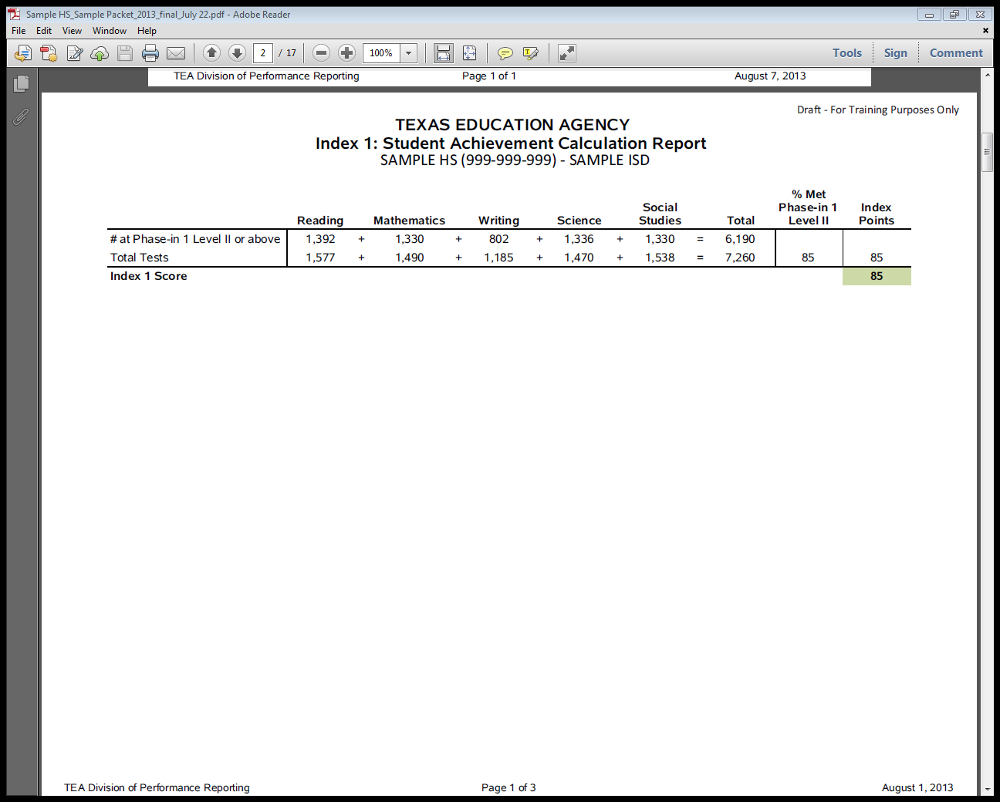 Sample HS_Sample Packet_2013_final_July 22.pdf - Adobe Reader
File Edit View Window Help
2 / 17 100% Tools Sign Comment
TEA Division of Performance Reporting Page 1 of 1 August 7, 2013
Draft - For Training Purposes Only
TEXAS EDUCATION AGENCY
Index 1: Student Achievement Calculation Report
SAMPLE HS (999-999-999) - SAMPLE ISD
Reading Mathematics Writing Science Social Studies Total % Met Phase-in 1 Level II Index Points
# at Phase-in 1 Level II or above 1,392 + 1,330 + 802 + 1,336 + 1,330 = 6,190
Total Tests 1,577 + 1,490 + 1,185 + 1,470 + 1,538 = 7,260 85 85
Index 1 Score 85
TEA Division of Performance Reporting Page 1 of 3 August 1, 2013